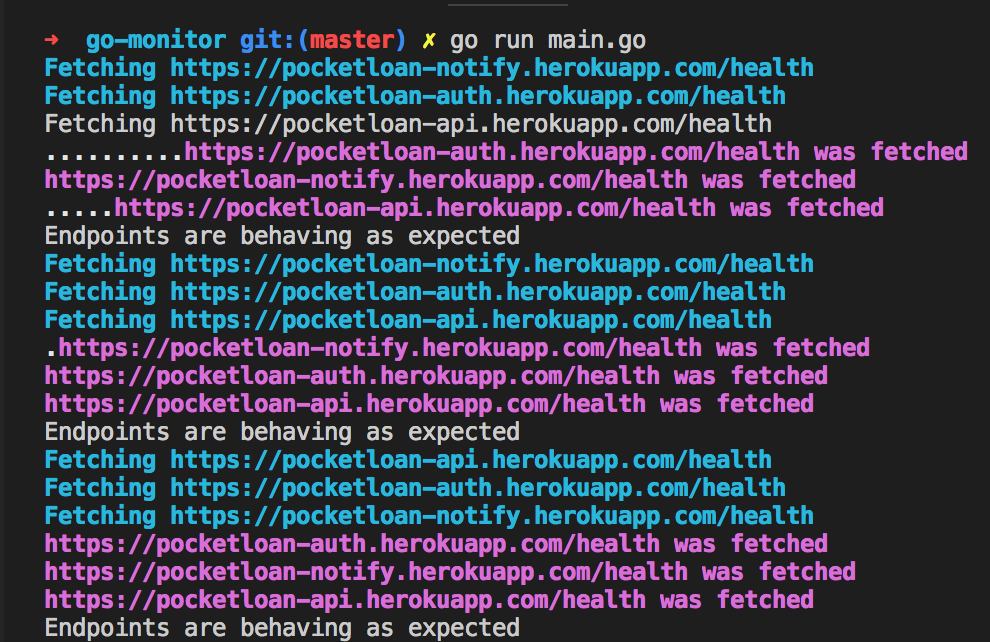 ➜  go-monitor git:(master) ✗ go run main.go
Fetching https://pocketloan-notify.herokuapp.com/health
Fetching https://pocketloan-auth.herokuapp.com/health
Fetching https://pocketloan-api.herokuapp.com/health
..........https://pocketloan-auth.herokuapp.com/health was fetched
https://pocketloan-notify.herokuapp.com/health was fetched
.....https://pocketloan-api.herokuapp.com/health was fetched
Endpoints are behaving as expected
Fetching https://pocketloan-notify.herokuapp.com/health
Fetching https://pocketloan-auth.herokuapp.com/health
Fetching https://pocketloan-api.herokuapp.com/health
.https://pocketloan-notify.herokuapp.com/health was fetched
https://pocketloan-auth.herokuapp.com/health was fetched
https://pocketloan-api.herokuapp.com/health was fetched
Endpoints are behaving as expected
Fetching https://pocketloan-api.herokuapp.com/health
Fetching https://pocketloan-auth.herokuapp.com/health
Fetching https://pocketloan-notify.herokuapp.com/health
https://pocketloan-auth.herokuapp.com/health was fetched
https://pocketloan-notify.herokuapp.com/health was fetched
https://pocketloan-api.herokuapp.com/health was fetched
Endpoints are behaving as expected